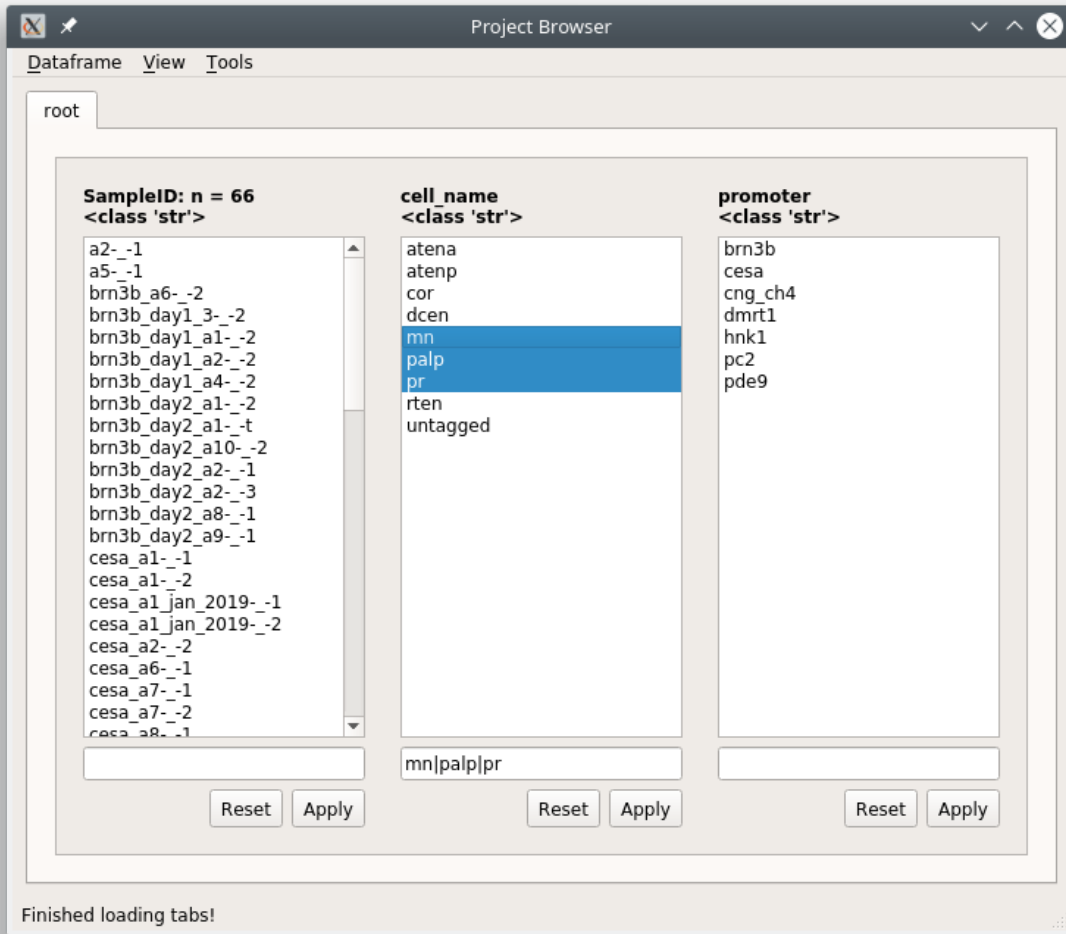 Project Browser
Dataframe View Tools
root
SampleID: n = 66
<class 'str'>
a2-_-1
a5-_-1
brn3b_a6-_-2
brn3b_day1_3-_-2
brn3b_day1_a1-_-2
brn3b_day1_a2-_-2
brn3b_day1_a4-_-2
brn3b_day2_a1-_-2
brn3b_day2_a1-_-t
brn3b_day2_a10-_-2
brn3b_day2_a2-_-1
brn3b_day2_a2-_-3
brn3b_day2_a8-_-1
brn3b_day2_a9-_-1
cesa_a1-_-1
cesa_a1-_-2
cesa_a1_jan_2019-_-1
cesa_a1_jan_2019-_-2
cesa_a2-_-2
cesa_a6-_-1
cesa_a7-_-1
cesa_a7-_-2
cesa_a8-_-1
Reset Apply
cell_name
<class 'str'>
atena
atenp
cor
dcen
mn
palp
pr
rten
untagged
mn|palp|pr
Reset Apply
promoter
<class 'str'>
brn3b
cesa
cng_ch4
dmrt1
hnk1
pc2
pde9
Reset Apply
Finished loading tabs!